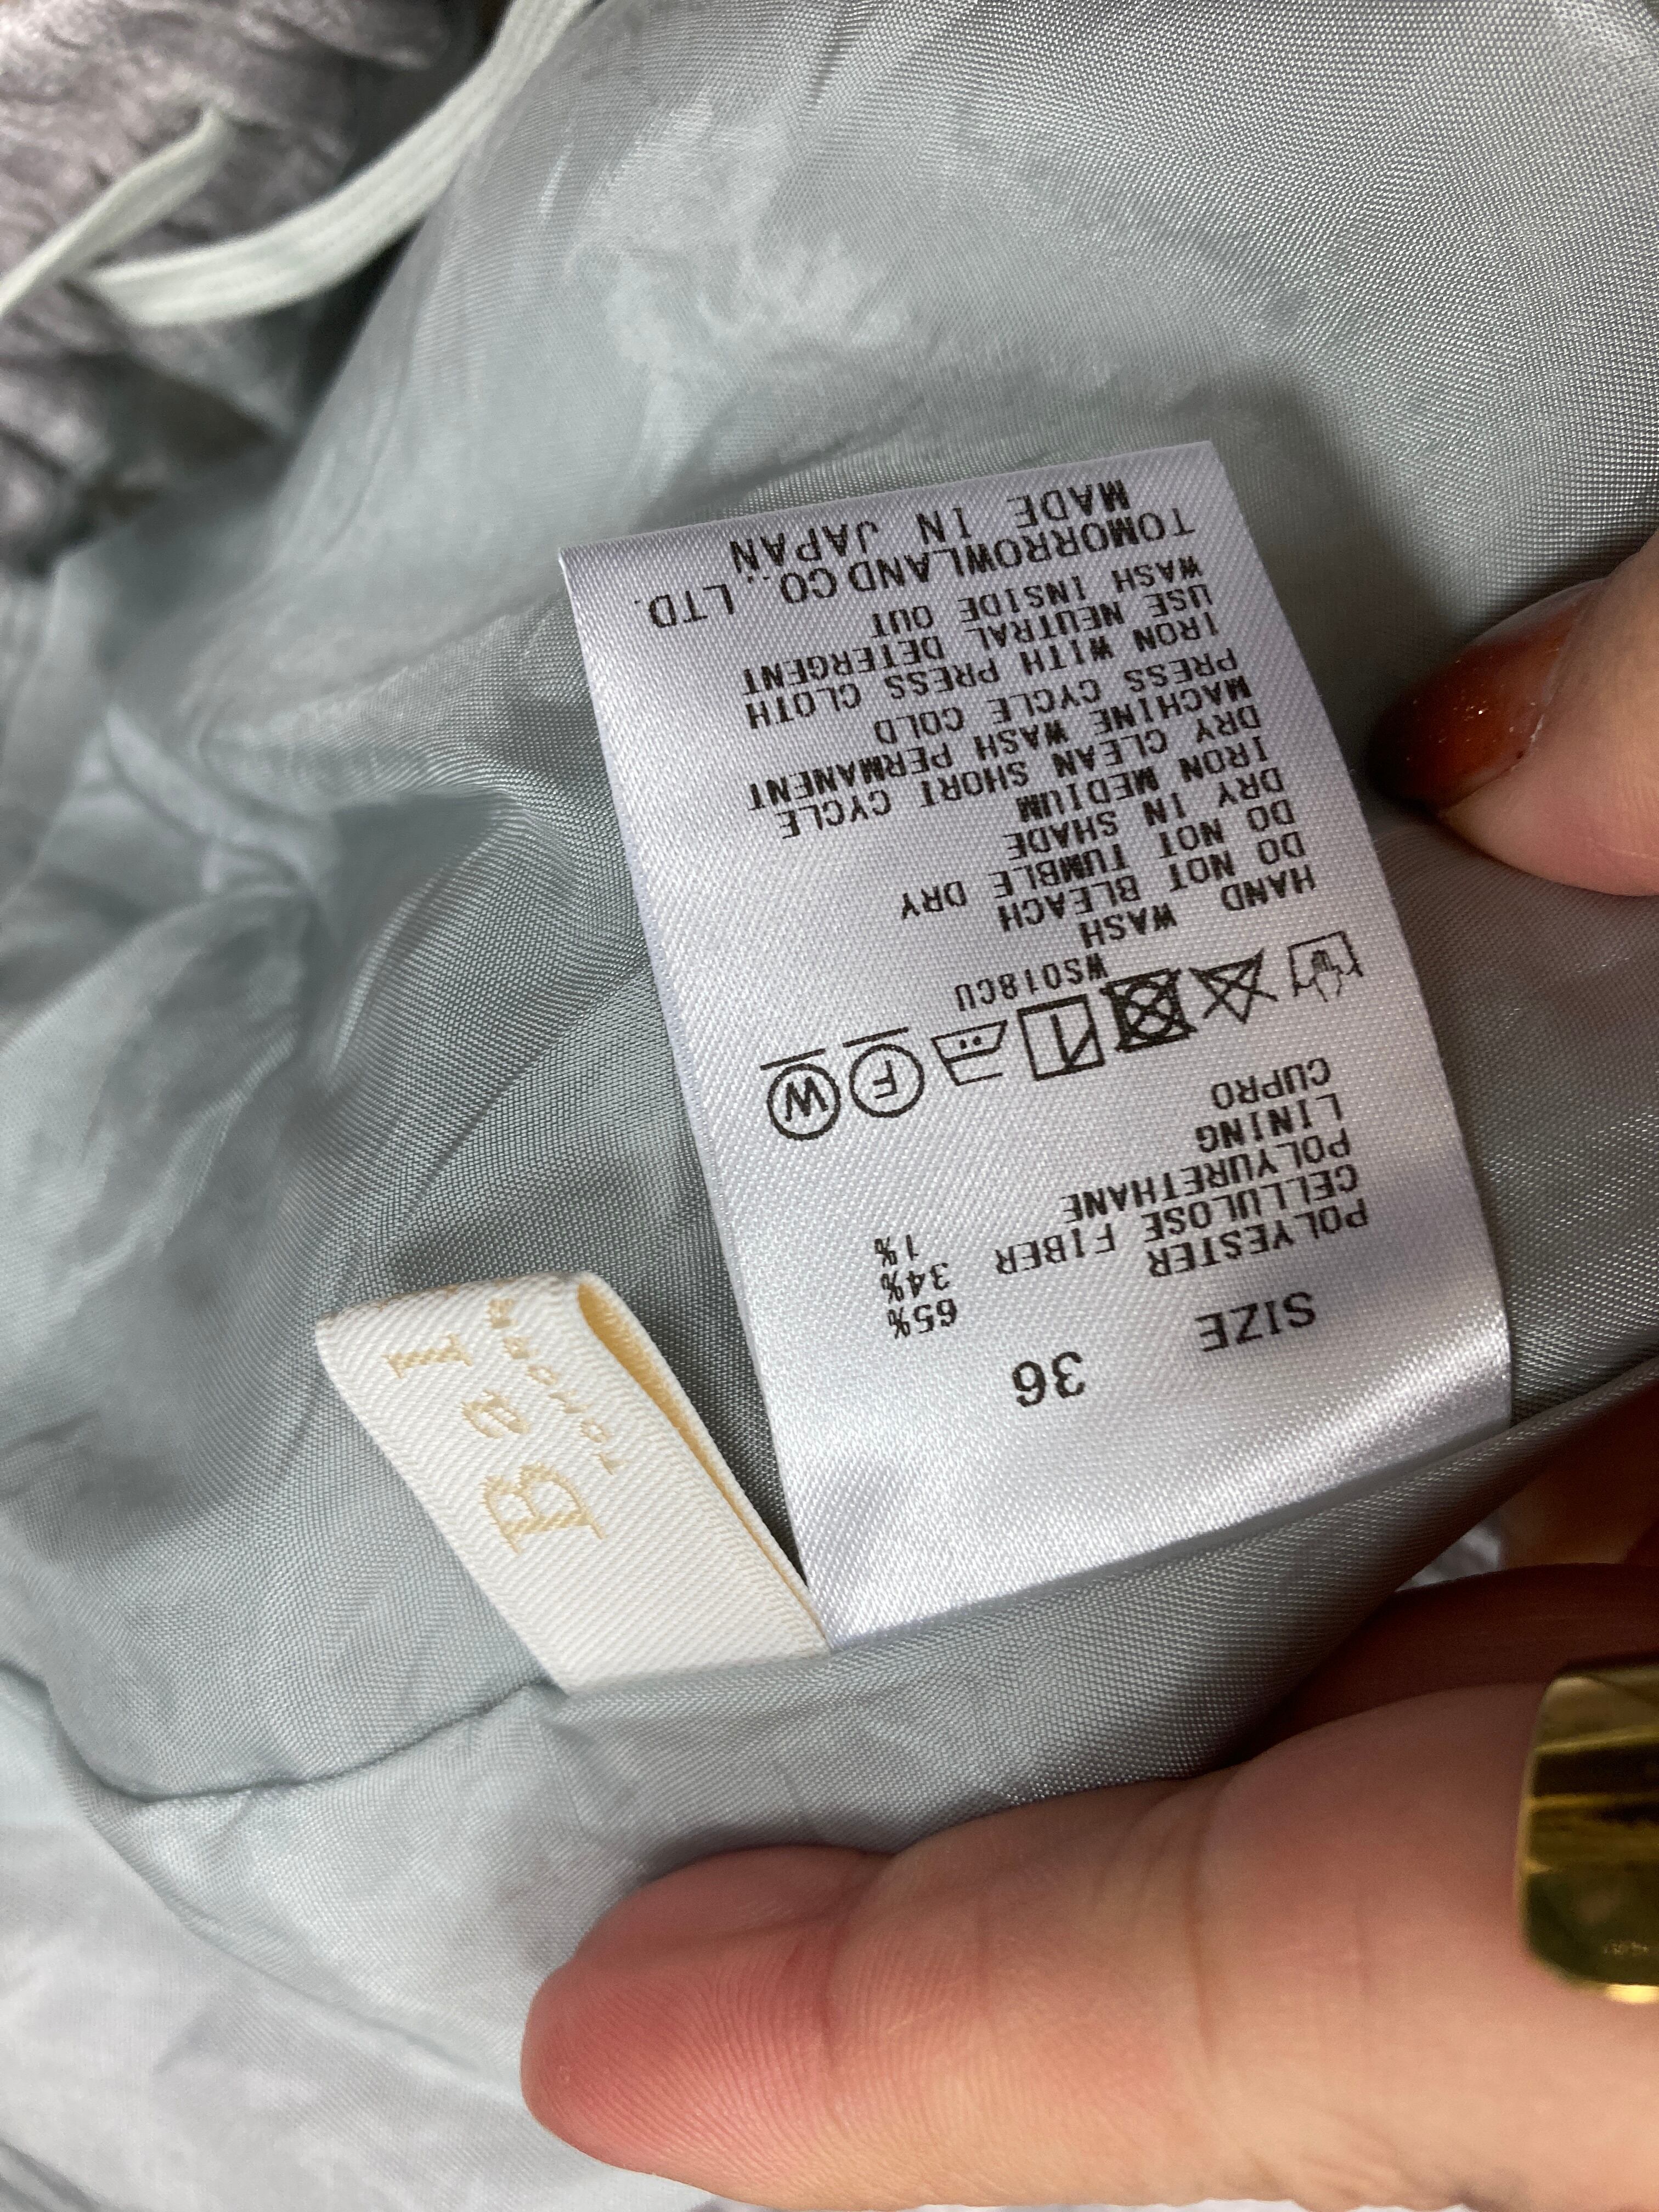 SIZE 36
POLYESTER 65%
CELLULOSE FIBER 34%
POLYURETHANE 1%
LINING
CUPRO
W F
WS018CU
HAND WASH
DO NOT BLEACH
DO NOT TUMBLE DRY
DRY IN SHADE
IRON MEDIUM
DRY CLEAN SHORT CYCLE
MACHINE WASH PERMANENT
PRESS CYCLE COLD
IRON WITH PRESS CLOTH
USE NEUTRAL DETERGENT
WASH INSIDE OUT
TOMORROWLAND CO., LTD.
MADE IN JAPAN
Bal